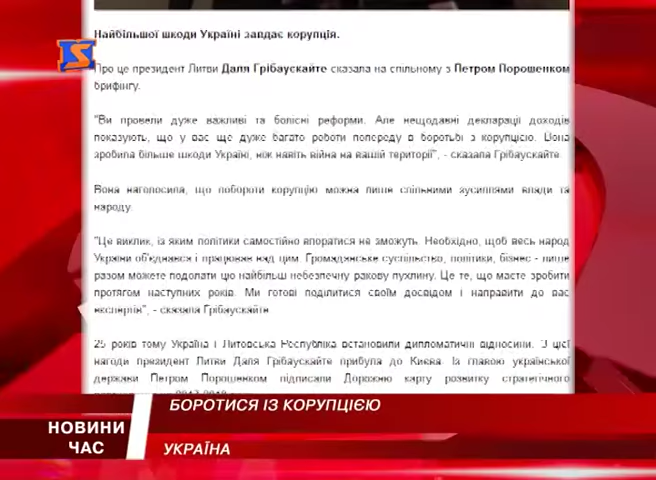 Найбільшої шкоди Україні завдає корупція.
Про це президент Литви Даля Грібаускайте сказала на спільному з Петром Порошенком
брифінгу.
"Ви провели дуже важливі та болісні реформи. Але нещодавні декларації доходів
показують, що у вас ще дуже багато роботи попереду в боротьбі з корупцією. Вона
зробила більше шкоди Україні, ніж навіть війна на вашій території", - сказала Грібаускайте.
Вона наголосила, що побороти корупцію можна лише спільними зусиллями влади та
народу.
"Це виклик, із яким політики самостійно впоратися не зможуть. Необхідно, щоб весь народ
України об'єднався і працював над цим. Громадянське суспільство, політики, бізнес - лише
разом можете подолати цю найбільш небезпечну ракову пухлину. Це те, що маєте зробити
протягом наступних років. Ми готові поділитися своїм досвідом і направити до вас
експертів", - сказала Грібаускайте
25 років тому Україна і Литовська Республіка встановили дипломатичні відносини. З цієї
нагоди президент Литви Даля Грібаускайте прибула до Києва. Із главою української
держави Петром Порошенком підписали Дорожню карту розвитку стратегічного
БОРОТИСЯ ІЗ КОРУПЦІЄЮ
НОВИНИ
ЧАС
УКРАЇНА